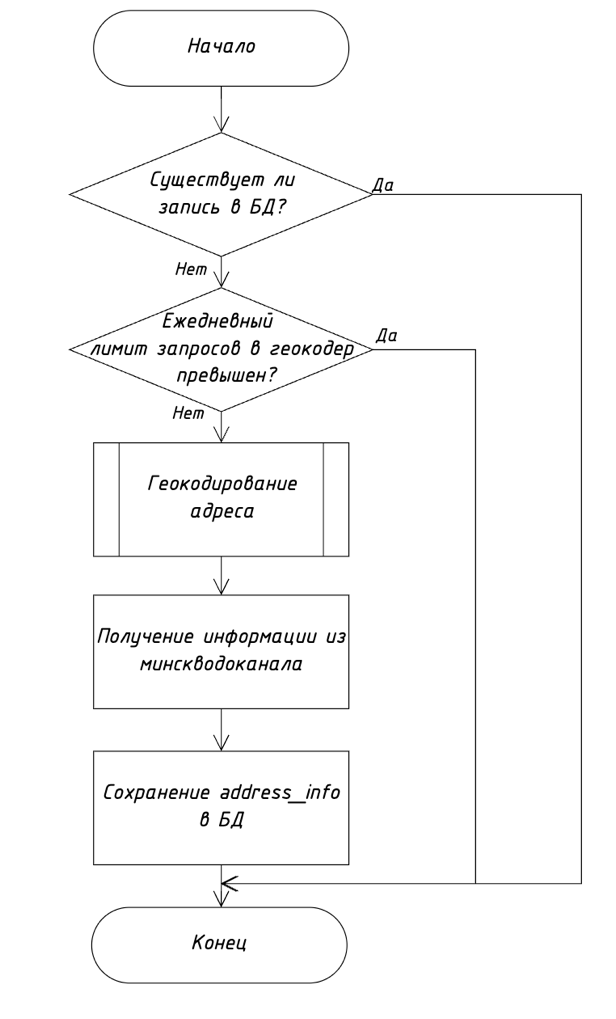 Начало
Существует ли
запись в БД?
Да
Нет
Ежедневный
лимит запросов в геокодер
превышен?
Да
Нет
Геокодирование
адреса
Получение информации из
минскводоканала
Сохранение address_info
в БД
Конец